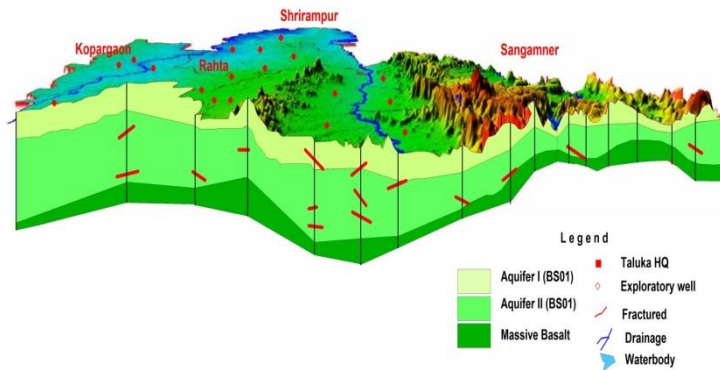 Shrirampur
Kopargaon
Sangamner
Rahta
Legend
Aquifer I (BS01)
Aquifer II (BS01)
Massive Basalt
Taluka HQ
Exploratory well
Fractured
Drainage
Waterbody